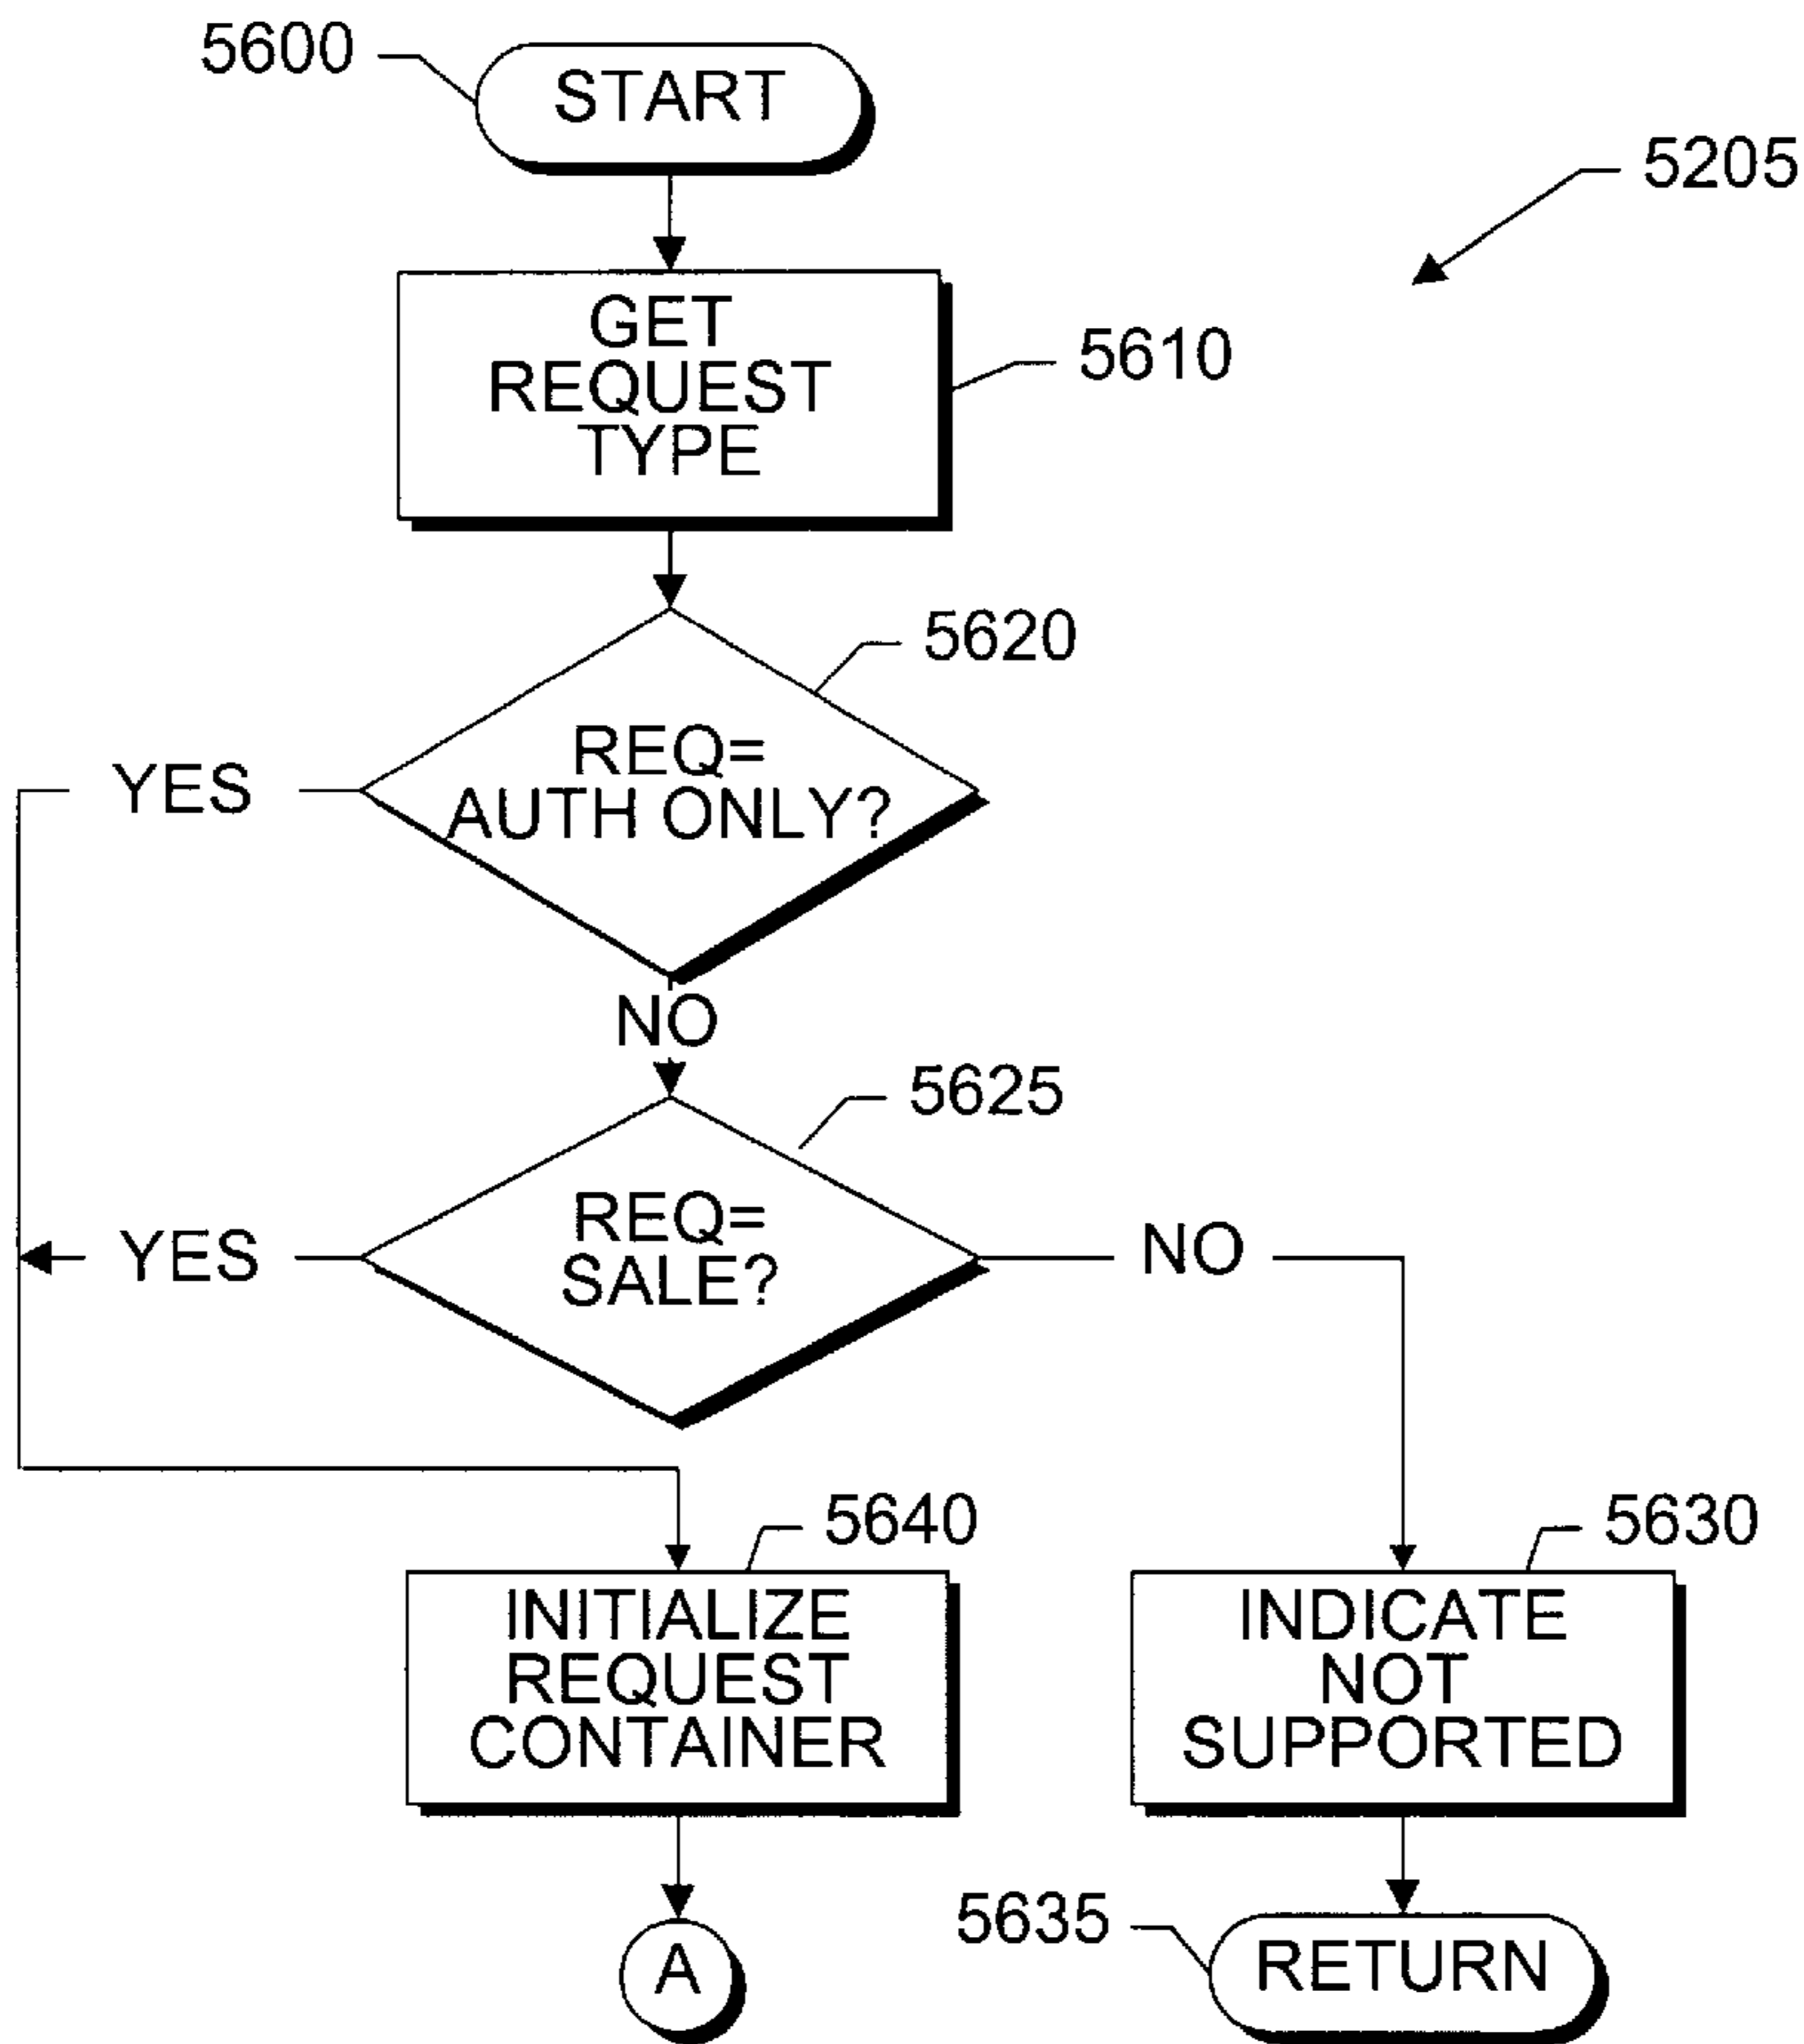 5600
START
5205
GET
REQUEST
TYPE
5610
5620
REQ=
AUTH ONLY?
YES
NO
5625
REQ=
SALE?
YES
NO
5640
5630
INITIALIZE
REQUEST
CONTAINER
INDICATE
NOT
SUPPORTED
5635
A
RETURN